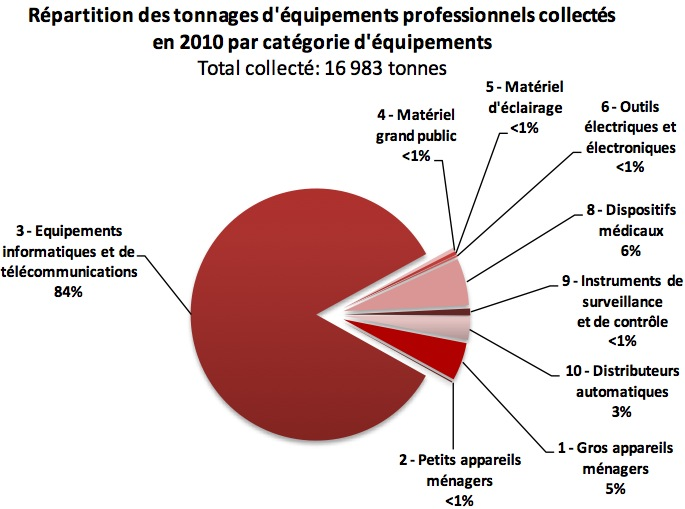 Répartition des tonnages d'équipements professionnels collectés
en 2010 par catégorie d'équipements
Total collecté: 16 983 tonnes
5 - Matériel
d'éclairage
<1%
4 - Matériel
grand public
<1%
6 - Outils
électriques et
électroniques
<1%
3 - Equipements
informatiques et de
télécommunications
84%
8 - Dispositifs
médicaux
6%
9 - Instruments de
surveillance
et de contrôle
<1%
10 - Distributeurs
automatiques
3%
1 - Gros appareils
ménagers
5%
2 - Petits appareils
ménagers
<1%